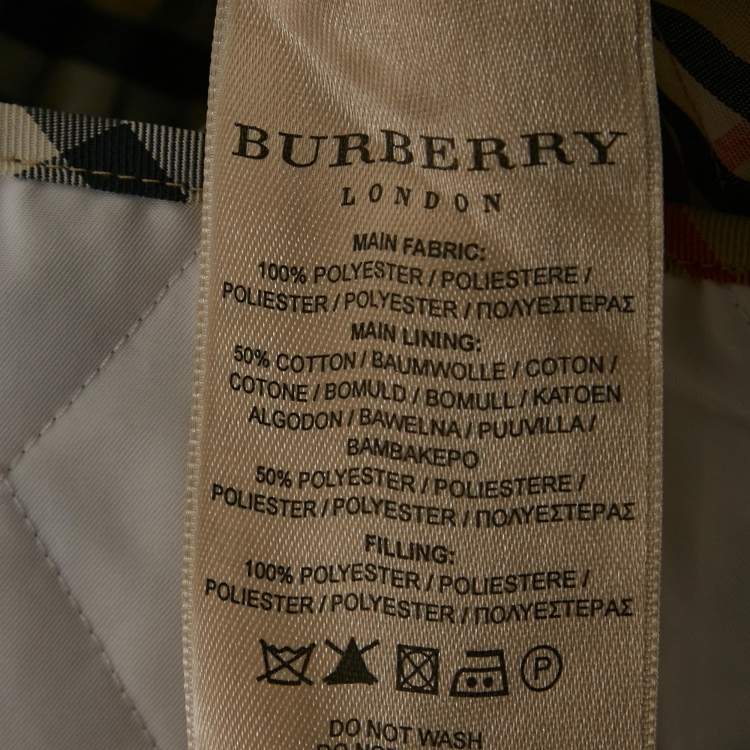 BURBERRY
LONDON
MAIN FABRIC:
100% POLYESTER / POLIESTERE /
POLIESTER / POLYESTER / ΠΟΛΥΕΣΤΕΡΑΣ
MAIN LINING:
50% COTTON / BAUMWOLLE / COTON /
COTONE / BOMULD / BOMULL / KATOEN
ALGODON / BAWELNA / PUUVILLA /
BAMBAKEPO
50% POLYESTER / POLIESTERE /
POLIESTER / POLYESTER / ΠΟΛΥΕΣΤΕΡΑΣ
FILLING:
100% POLYESTER / POLIESTERE /
POLIESTER / POLYESTER / ΠΟΛΥΕΣΤΕΡΑΣ
P
DO NOT WASH